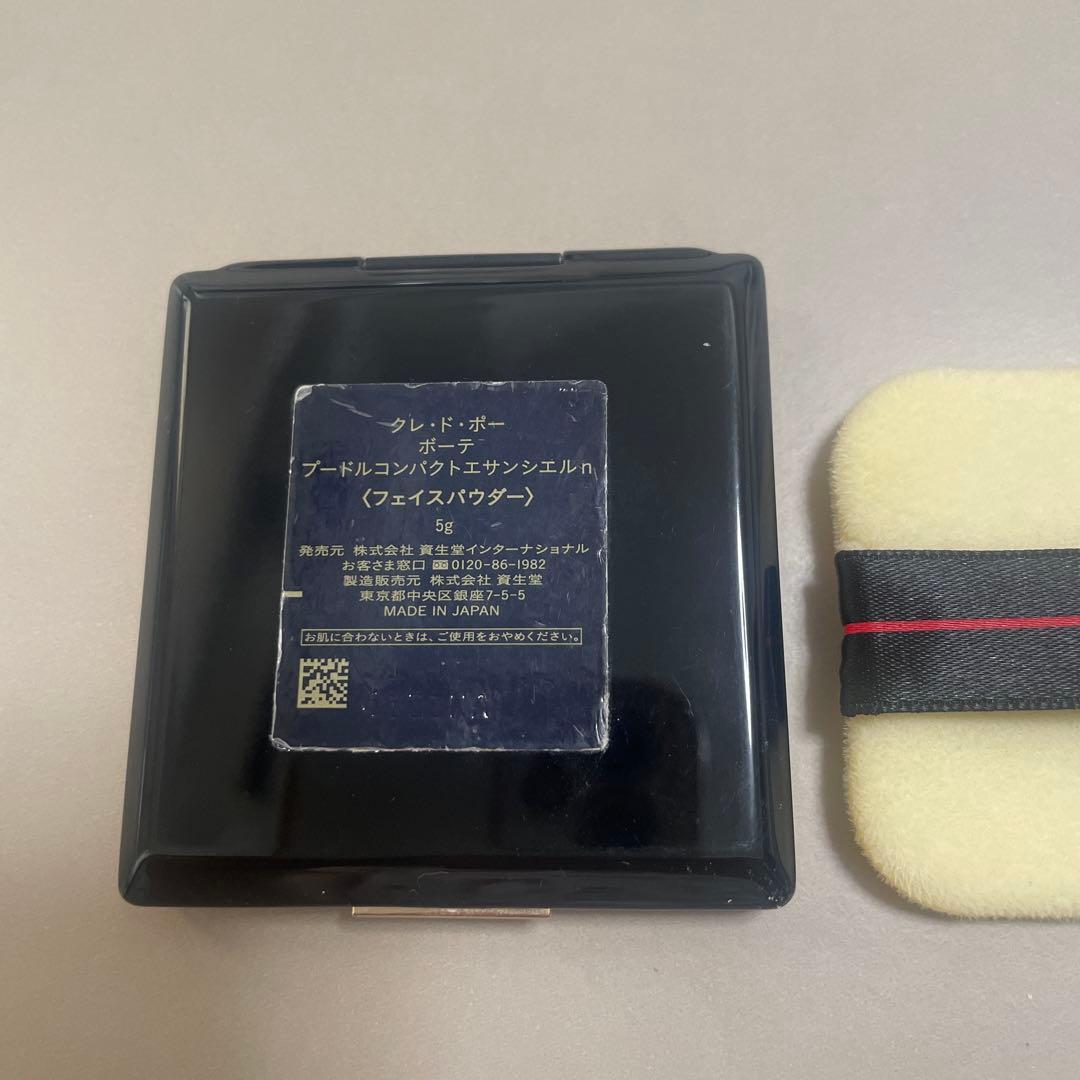 クレ・ド・ポー
ボーテ
プードルコンパクトエサンシエルn
〈フェイスパウダー〉
5g
発売元 株式会社 資生堂インターナショナル
お客さま窓口 0120-86-1982
製造販売元 株式会社 資生堂
東京都中央区銀座7-5-5
MADE IN JAPAN
お肌に合わないときは、ご使用をおやめください。